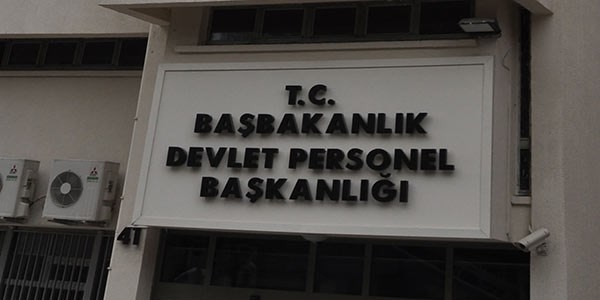 T.C.
BAŞBAKANLIK
DEVLET PERSONEL
BAŞKANLIĞI
41